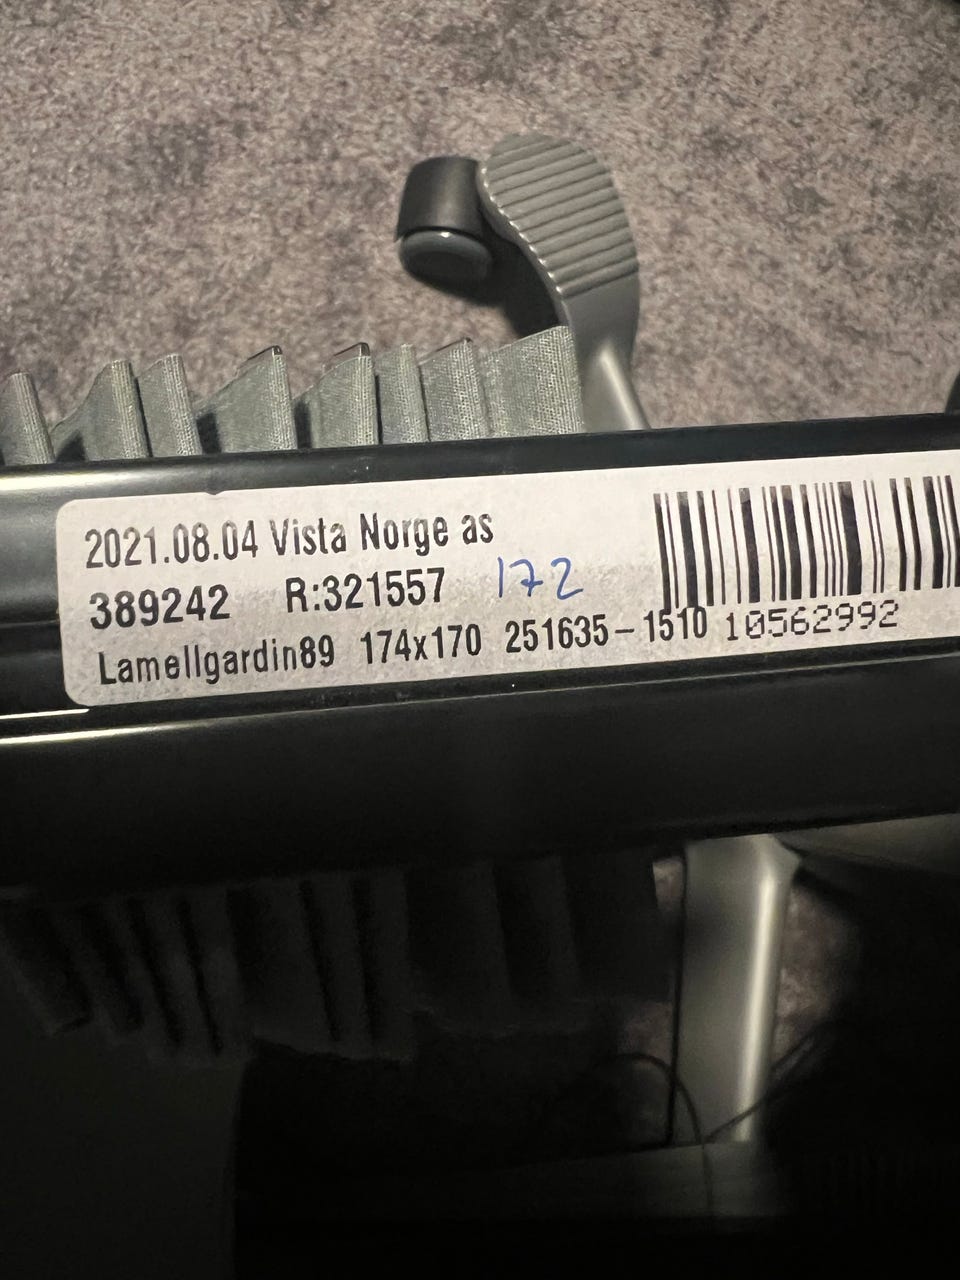 2021.08.04 Vista Norge as
389242 R:321557 172
Lamellgardin89 174x170 251635-1510 10562992